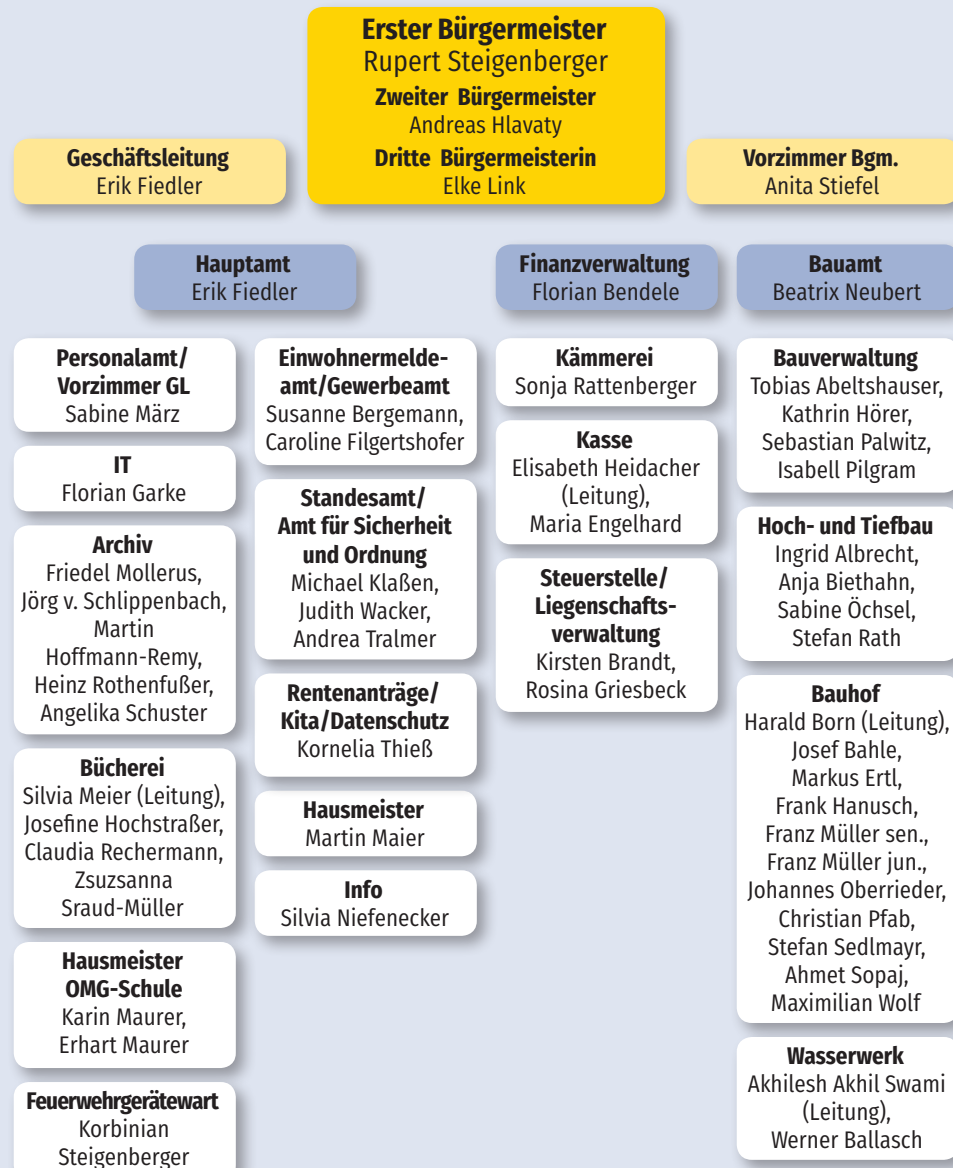 Erster Bürgermeister
Rupert Steigenberger
Zweiter Bürgermeister
Andreas Hlavaty
Dritte Bürgermeisterin
Elke Link
Geschäftsleitung
Erik Fiedler
Vorzimmer Bgm.
Anita Stiefel
Hauptamt
Erik Fiedler
Finanzverwaltung
Florian Bendele
Bauamt
Beatrix Neubert
Personalamt/
Vorzimmer GL
Sabine März
IT
Florian Garke
Archiv
Friedel Mollerus,
Jörg v. Schlippenbach,
Martin
Hoffmann-Remy,
Heinz Rothenfußer,
Angelika Schuster
Bücherei
Silvia Meier (Leitung),
Josefine Hochstraßer,
Claudia Rechermann,
Zsuzsanna
Sraud-Müller
Hausmeister
OMG-Schule
Karin Maurer,
Erhart Maurer
Feuerwehrgerätewart
Korbinian
Steigenberger
Einwohnermelde-
amt/Gewerbeamt
Susanne Bergemann,
Caroline Filgertshofer
Standesamt/
Amt für Sicherheit
und Ordnung
Michael Klaßen,
Judith Wacker,
Andrea Tralmer
Rentenanträge/
Kita/Datenschutz
Kornelia Thieß
Hausmeister
Martin Maier
Info
Silvia Niefenecker
Kämmerei
Sonja Rattenberger
Kasse
Elisabeth Heidacher
(Leitung),
Maria Engelhard
Steuerstelle/
Liegenschafts-
verwaltung
Kirsten Brandt,
Rosina Griesbeck
Bauverwaltung
Tobias Abeltshauser,
Kathrin Hörer,
Sebastian Palwitz,
Isabell Pilgram
Hoch- und Tiefbau
Ingrid Albrecht,
Anja Biethahn,
Sabine Öchsel,
Stefan Rath
Bauhof
Harald Born (Leitung),
Josef Bahle,
Markus Ertl,
Frank Hanusch,
Franz Müller sen.,
Franz Müller jun.,
Johannes Oberrieder,
Christian Pfab,
Stefan Sedlmayr,
Ahmet Sopaj,
Maximilian Wolf
Wasserwerk
Akhilesh Akhil Swami
(Leitung),
Werner Ballasch